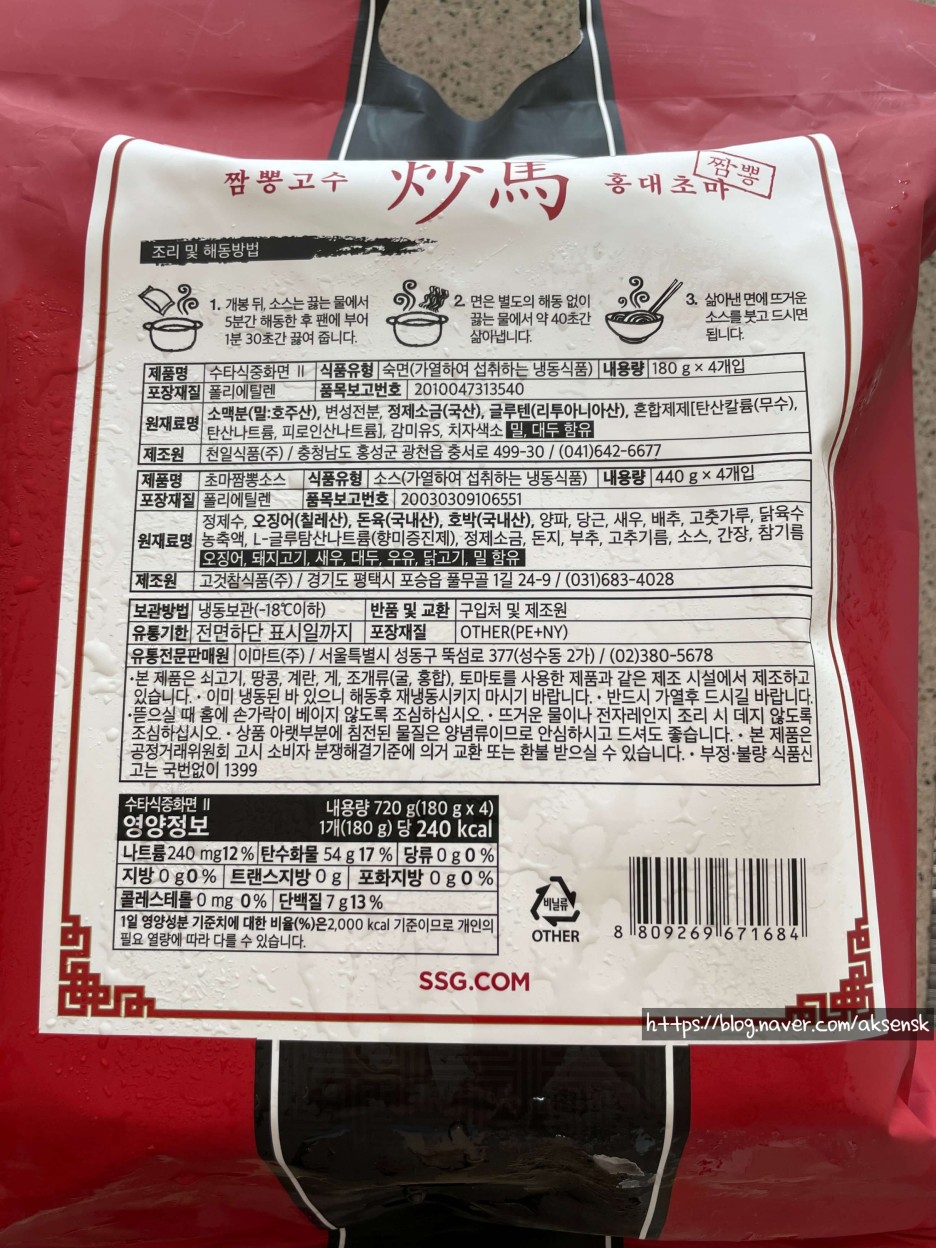 짬뽕고수 炒馬 홍대초마 짬뽕
조리 및 해동방법
1. 개봉 뒤, 소스는 끓는 물에서
5분간 해동한 후 팬에 부어
1분 30초간 끓여 줍니다.
2. 면은 별도의 해동 없이
끓는 물에서 약 40초간
삶아냅니다.
3. 삶아낸 면에 뜨거운
소스를 붓고 드시면
됩니다.
제품명 수타식중화면 Ⅱ 식품유형 숙면(가열하여 섭취하는 냉동식품) 내용량 180 g × 4개입
포장재질 폴리에틸렌 품목보고번호 2010047313540
원재료명 소맥분(밀:호주산), 변성전분, 정제소금(국산), 글루텐(리투아니아산), 혼합제제[탄산칼륨(무수),
탄산나트륨, 피로인산나트륨], 감미유S, 치자색소 밀, 대두 함유
제조원 천일식품(주) / 충청남도 홍성군 광천읍 충서로 499-30 / (041)642-6677
제품명 초마짬뽕소스 식품유형 소스(가열하여 섭취하는 냉동식품) 내용량 440 g × 4개입
포장재질 폴리에틸렌 품목보고번호 20030309106551
원재료명 정제수, 오징어(칠레산), 돈육(국내산), 호박(국내산), 양파, 당근, 새우, 배추, 고춧가루, 닭육수
농축액, L-글루탐산나트륨(향미증진제), 정제소금, 돈지, 부추, 고추기름, 소스, 간장, 참기름
오징어, 돼지고기, 새우, 대두, 우유, 닭고기, 밀 함유
제조원 고것참식품(주) / 경기도 평택시 포승읍 풀무골 1길 24-9 / (031)683-4028
보관방법 냉동보관(-18℃이하) 반품 및 교환 구입처 및 제조원
유통기한 전면하단 표시일까지 포장재질 OTHER(PE+NY)
유통전문판매원 이마트(주) / 서울특별시 성동구 뚝섬로 377(성수동 2가) / (02)380-5678
·본 제품은 쇠고기, 땅콩, 계란, 게, 조개류(굴, 홍합), 토마토를 사용한 제품과 같은 제조 시설에서 제조하고
있습니다. · 이미 냉동된 바 있으니 해동후 재냉동시키지 마시기 바랍니다. · 반드시 가열후 드시길 바랍니다.
·뜯으실 때 홈에 손가락이 베이지 않도록 조심하십시오. · 뜨거운 물이나 전자레인지 조리 시 데지 않도록
조심하십시오. · 상품 아랫부분에 침전된 물질은 양념류이므로 안심하시고 드셔도 좋습니다. · 본 제품은
공정거래위원회 고시 소비자 분쟁해결기준에 의거 교환 또는 환불 받으실 수 있습니다. · 부정·불량 식품신
고는 국번없이 1399
수타식중화면 Ⅱ 내용량 720 g(180 g x 4)
영양정보 1개(180 g) 당 240 kcal
나트륨 240 mg 12 % 탄수화물 54 g 17 % 당류 0 g 0 %
지방 0 g 0 % 트랜스지방 0 g 포화지방 0 g 0 %
콜레스테롤 0 mg 0 % 단백질 7 g 13 %
1일 영양성분 기준치에 대한 비율(%)은 2,000 kcal 기준이므로 개인의
필요 열량에 따라 다를 수 있습니다.
비닐류
OTHER
8 809269 671684
SSG.COM
https://blog.naver.com/aksensk